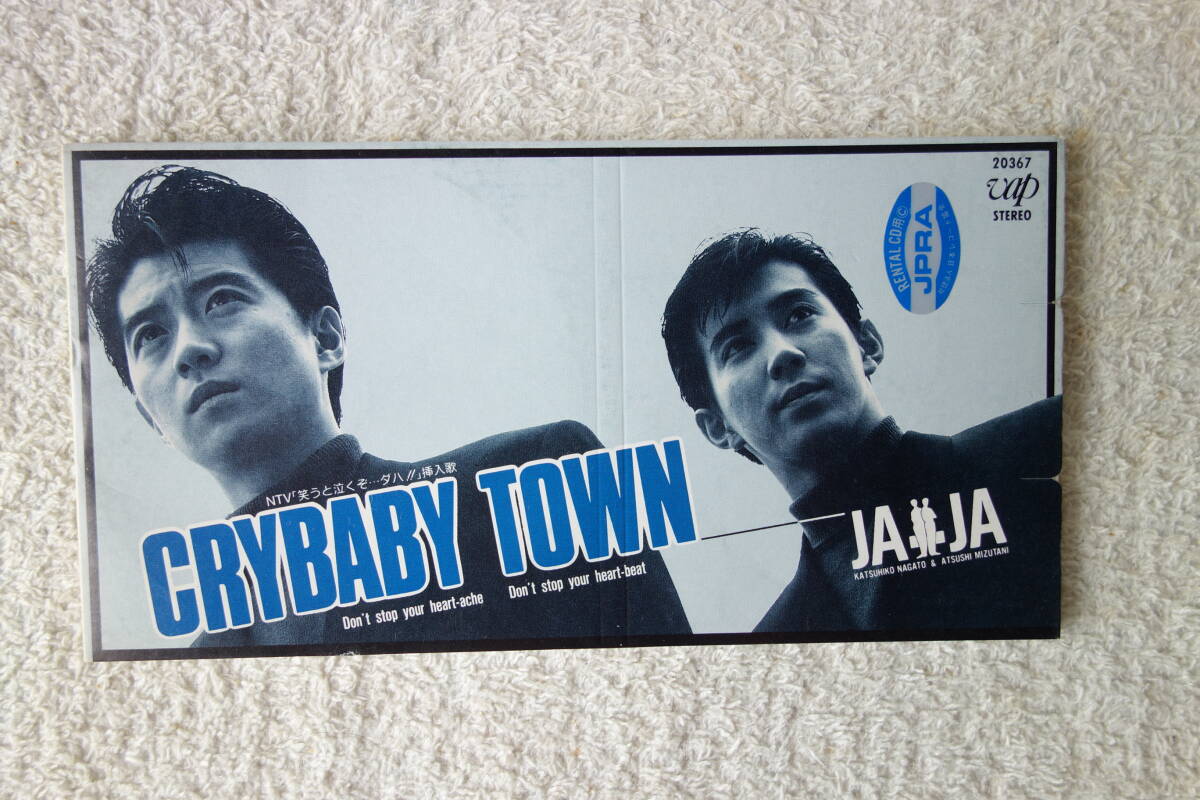 20367
vap
STEREO
RENTAL CD用 ©
JPRA
NTV「笑うと泣くぞ…ダハ!!」挿入歌
CRYBABY TOWN
Don't stop your heart-ache Don't stop your heart-beat
JA-JA
KATSUHIKO NAGATO & ATSUSHI MIZUTANI